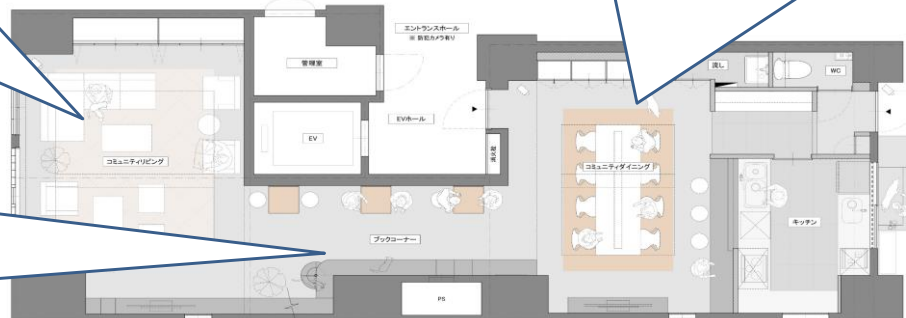 エントランスホール
※ 防犯カメラ有り
管理室
流し
WC
EVホール
EV
消火栓
コミュニティリビング
コミュニティダイニング
キッチン
ブックコーナー
PS